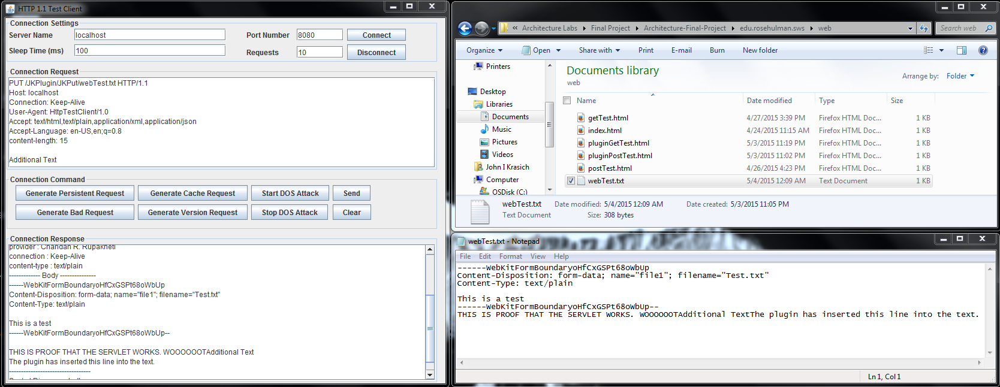 HTTP 1.1 Test Client
Connection Settings
Server Name localhost Port Number 8080 Connect
Sleep Time (ms) 100 Requests 10 Disconnect
Connection Request
PUT /JKPlugin/JKPut/webTest.txt HTTP/1.1
Host: localhost
Connection: Keep-Alive
User-Agent: HttpTestClient/1.0
Accept: text/html,text/plain,application/xml,application/json
Accept-Language: en-US,en;q=0.8
content-length: 15
Additional Text
Connection Command
Generate Persistent Request Generate Cache Request Start DOS Attack Send
Generate Bad Request Generate Version Request Stop DOS Attack Clear
Connection Response
provider : Chandan R. Rupakheti
connection : Keep-Alive
content-type : text/plain
------------- Body ---------------
------WebKitFormBoundaryoHfCxGSPt68oWbUp
Content-Disposition: form-data; name="file1"; filename="Test.txt"
Content-Type: text/plain
This is a test
------WebKitFormBoundaryoHfCxGSPt68oWbUp--
THIS IS PROOF THAT THE SERVLET WORKS. WOOOOOOTAdditional Text
The plugin has inserted this line into the text.
----------------------------------
« Architecture Labs Final Project Architecture-Final-Project edu.rosehulman.sws web Search web
Organize Open Share with Print E-mail Burn New folder
Printers
Desktop
Libraries
Documents
Music
Pictures
Videos
John I Krasich
Computer
OSDisk (C:)
Documents library
web
Arrange by: Folder
Name Date modified Type Size
getTest.html 4/27/2015 3:39 PM Firefox HTML Doc... 1 KB
index.html 4/24/2015 11:15 AM Firefox HTML Doc... 1 KB
pluginGetTest.html 5/3/2015 11:19 PM Firefox HTML Doc... 1 KB
pluginPostTest.html 5/3/2015 11:02 PM Firefox HTML Doc... 1 KB
postTest.html 4/26/2015 4:23 PM Firefox HTML Doc... 1 KB
webTest.txt 5/4/2015 12:09 AM Text Document 1 KB
webTest.txt Date modified: 5/4/2015 12:09 AM Date created: 5/3/2015 11:05 PM
Text Document Size: 308 bytes
webTest.txt - Notepad
File Edit Format View Help
------WebKitFormBoundaryoHfCxGSPt68oWbUp
Content-Disposition: form-data; name="file1"; filename="Test.txt"
Content-Type: text/plain
This is a test
------WebKitFormBoundaryoHfCxGSPt68oWbUp--
THIS IS PROOF THAT THE SERVLET WORKS. WOOOOOOTAdditional TextThe plugin has inserted this line into the text.
Ln 1, Col 1